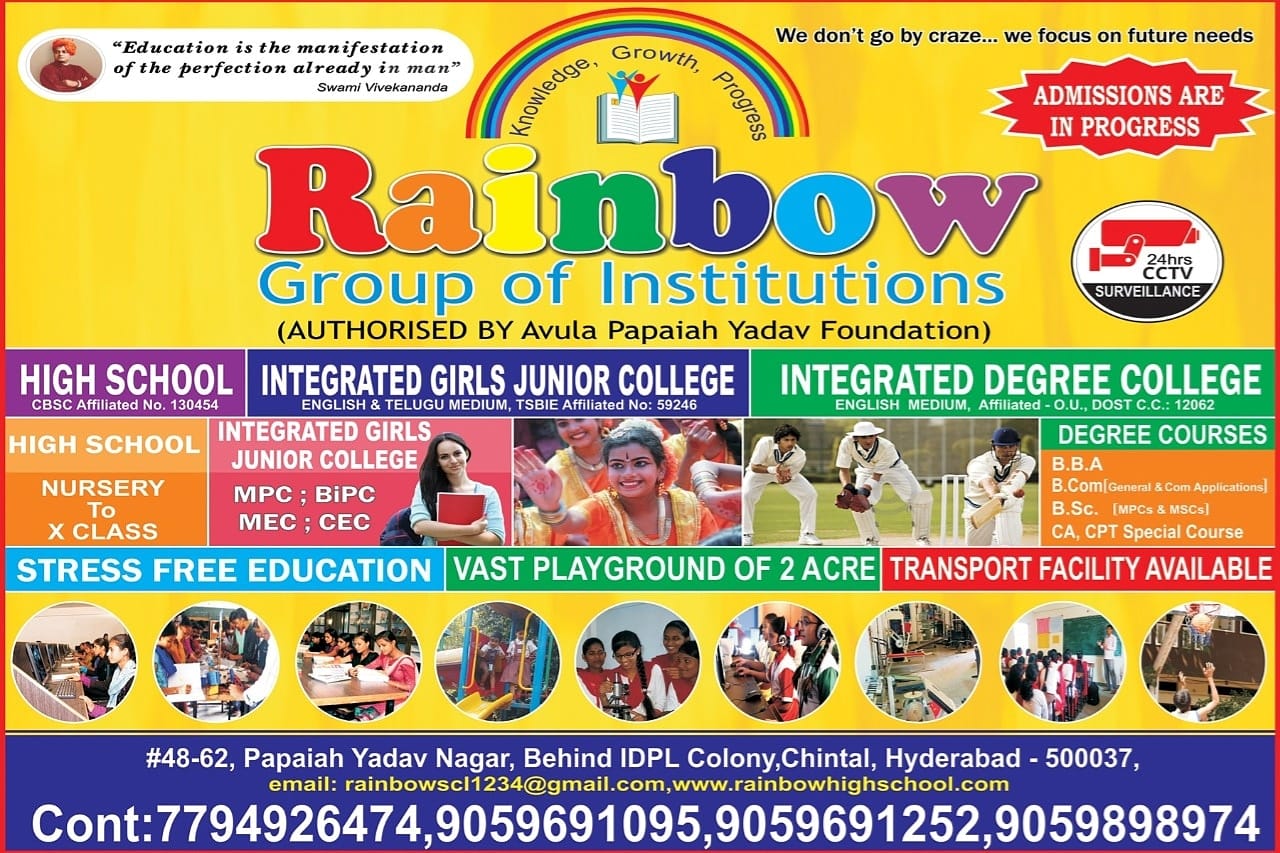 “Education is the manifestation
of the perfection already in man”
Swami Vivekananda
Knowledge, Growth, Progress
We don’t go by craze... we focus on future needs
ADMISSIONS ARE
IN PROGRESS
Rainbow
Group of Institutions
(AUTHORISED BY Avula Papaiah Yadav Foundation)
24hrs
CCTV
SURVEILLANCE
HIGH SCHOOL
CBSC Affiliated No. 130454
INTEGRATED GIRLS JUNIOR COLLEGE
ENGLISH & TELUGU MEDIUM, TSBIE Affiliated No: 59246
INTEGRATED DEGREE COLLEGE
ENGLISH MEDIUM, Affiliated - O.U., DOST C.C.: 12062
HIGH SCHOOL
NURSERY
To
X CLASS
INTEGRATED GIRLS
JUNIOR COLLEGE
MPC ; BiPC
MEC ; CEC
DEGREE COURSES
B.B.A
B.Com[General & Com Applications]
B.Sc. [MPCs & MSCs]
CA, CPT Special Course
STRESS FREE EDUCATION
VAST PLAYGROUND OF 2 ACRE
TRANSPORT FACILITY AVAILABLE
#48-62, Papaiah Yadav Nagar, Behind IDPL Colony,Chintal, Hyderabad - 500037,
email: rainbowscl1234@gmail.com,www.rainbowhighschool.com
Cont:7794926474,9059691095,9059691252,9059898974